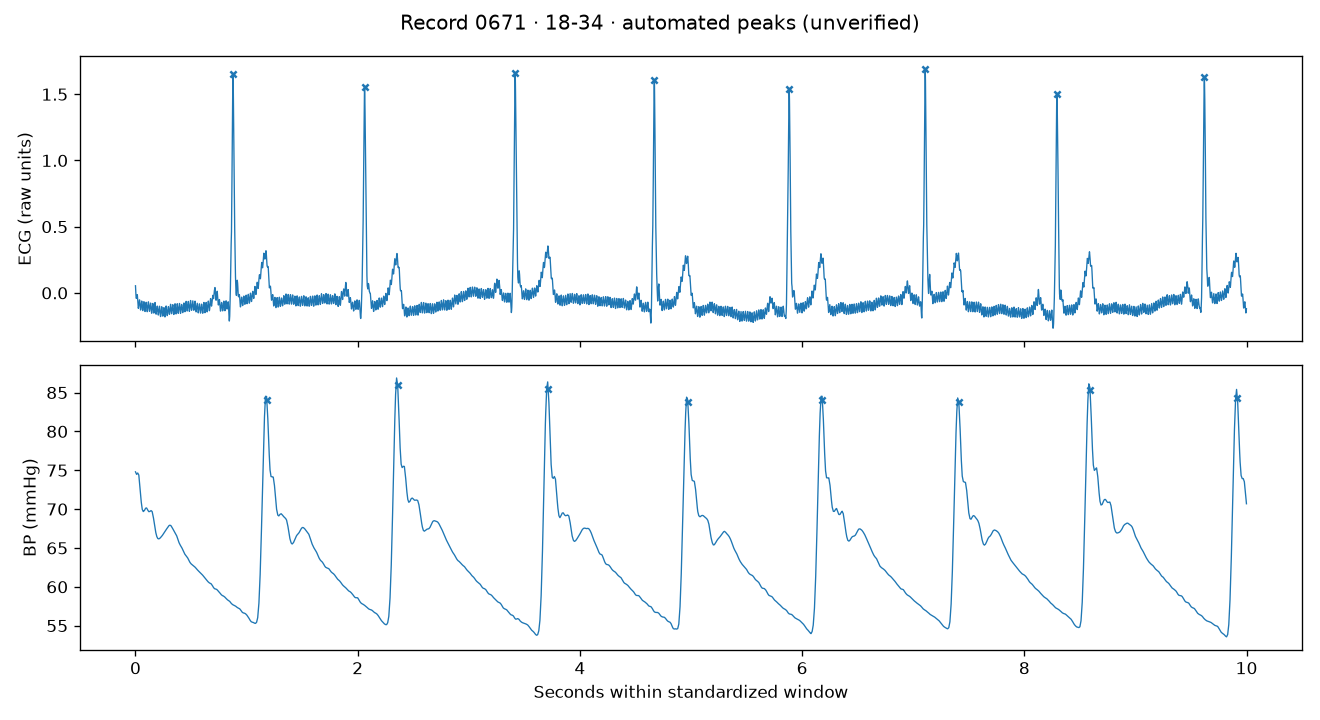 Record 0671 · 18-34 · automated peaks (unverified)
ECG (raw units)
1.5
1.0
0.5
0.0
BP (mmHg)
85
80
75
70
65
60
55
0 2 4 6 8 10
Seconds within standardized window